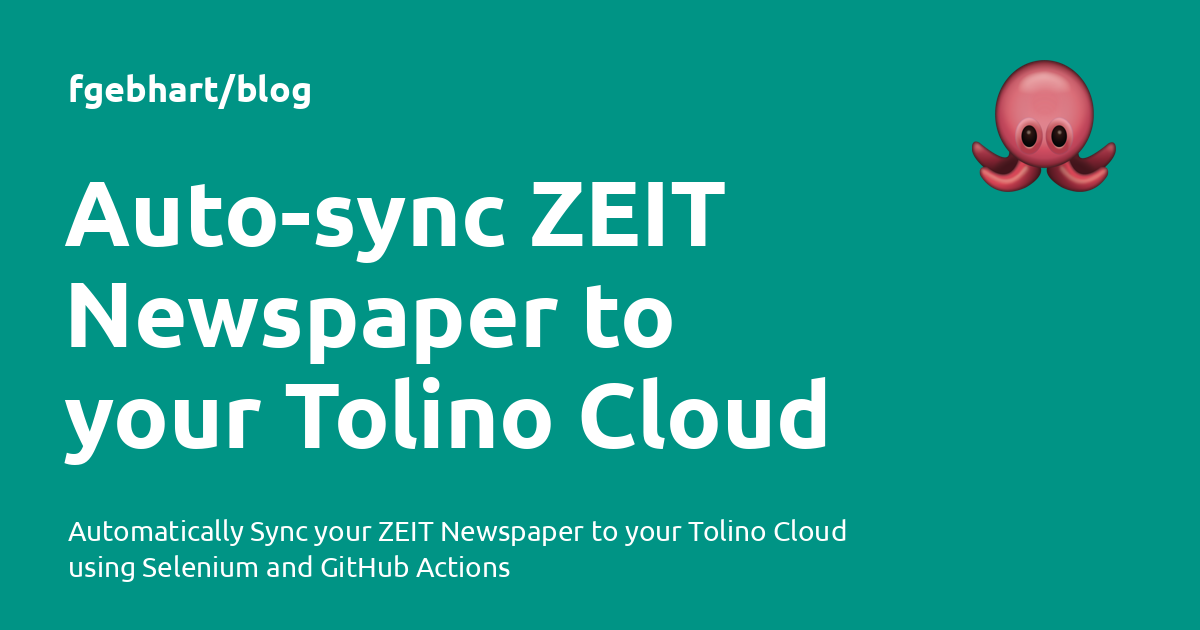 fgebhart/blog
Auto-sync ZEIT
Newspaper to
your Tolino Cloud
Automatically Sync your ZEIT Newspaper to your Tolino Cloud
using Selenium and GitHub Actions